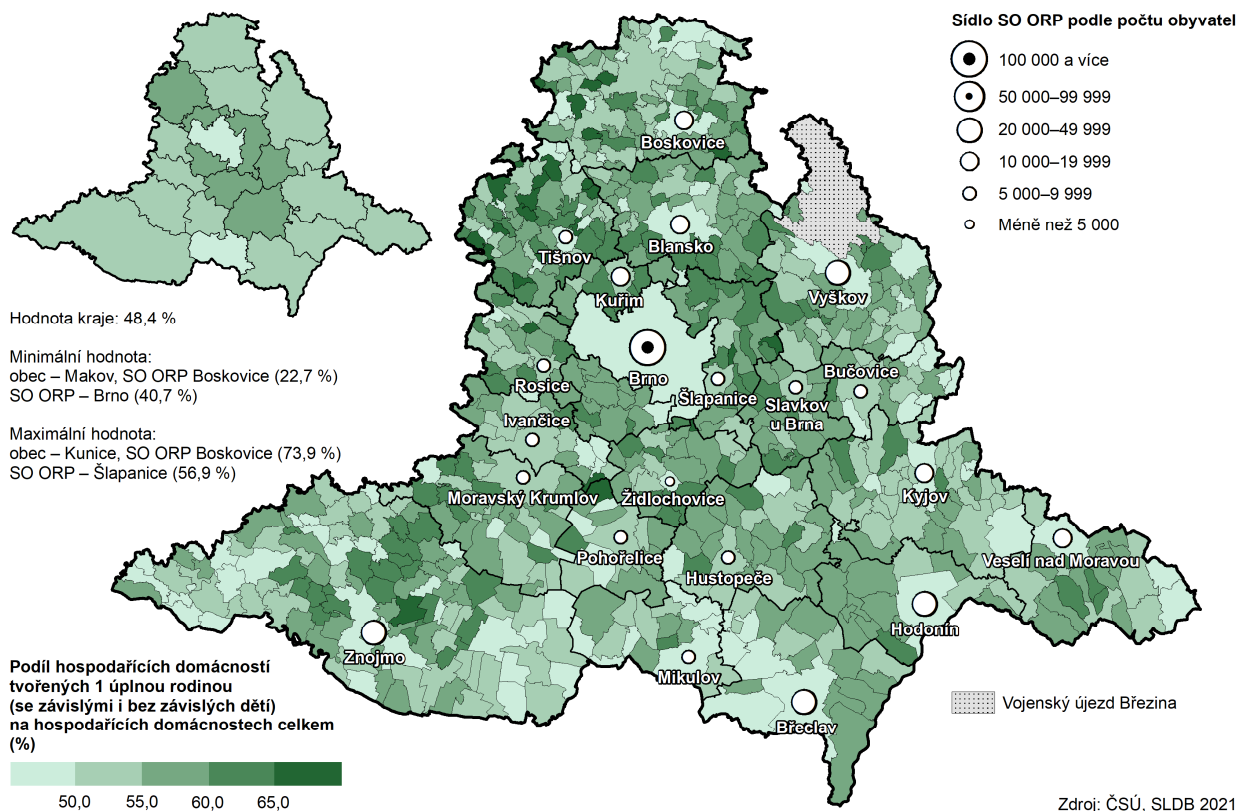 Sídlo SO ORP podle počtu obyvatel
100 000 a více
50 000–99 999
20 000–49 999
10 000–19 999
5 000–9 999
Méně než 5 000
Hodnota kraje: 48,4 %
Minimální hodnota:
obec – Makov, SO ORP Boskovice (22,7 %)
SO ORP – Brno (40,7 %)
Maximální hodnota:
obec – Kunice, SO ORP Boskovice (73,9 %)
SO ORP – Šlapanice (56,9 %)
Boskovice
Blansko
Tišnov
Kuřim
Vyškov
Brno
Rosice
Šlapanice
Bučovice
Slavkov
u Brna
Ivančice
Moravský Krumlov
Židlochovice
Kyjov
Pohořelice
Hustopeče
Veselí nad Moravou
Hodonín
Znojmo
Mikulov
Břeclav
Podíl hospodařících domácností
tvořených 1 úplnou rodinou
(se závislými i bez závislých dětí)
na hospodařících domácnostech celkem
(%)
50,0 55,0 60,0 65,0
Vojenský újezd Březina
Zdroj: ČSÚ, SLDB 2021